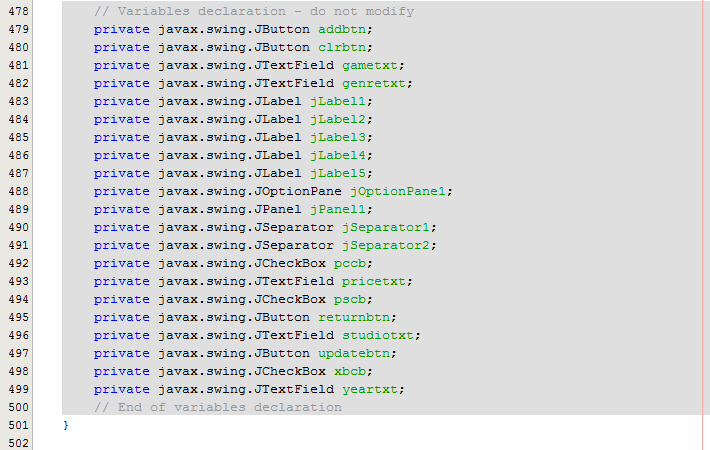 478 // Variables declaration - do not modify
479 private javax.swing.JButton addbtn;
480 private javax.swing.JButton clrbtn;
481 private javax.swing.JTextField gametxt;
482 private javax.swing.JTextField genretxt;
483 private javax.swing.JLabel jLabel1;
484 private javax.swing.JLabel jLabel2;
485 private javax.swing.JLabel jLabel3;
486 private javax.swing.JLabel jLabel4;
487 private javax.swing.JLabel jLabel5;
488 private javax.swing.JOptionPane jOptionPane1;
489 private javax.swing.JPanel jPanel1;
490 private javax.swing.JSeparator jSeparator1;
491 private javax.swing.JSeparator jSeparator2;
492 private javax.swing.JCheckBox pccb;
493 private javax.swing.JTextField pricetxt;
494 private javax.swing.JCheckBox pscb;
495 private javax.swing.JButton returnbtn;
496 private javax.swing.JTextField studiotxt;
497 private javax.swing.JButton updatebtn;
498 private javax.swing.JCheckBox xbcb;
499 private javax.swing.JTextField yeartxt;
500 // End of variables declaration
501 }
502